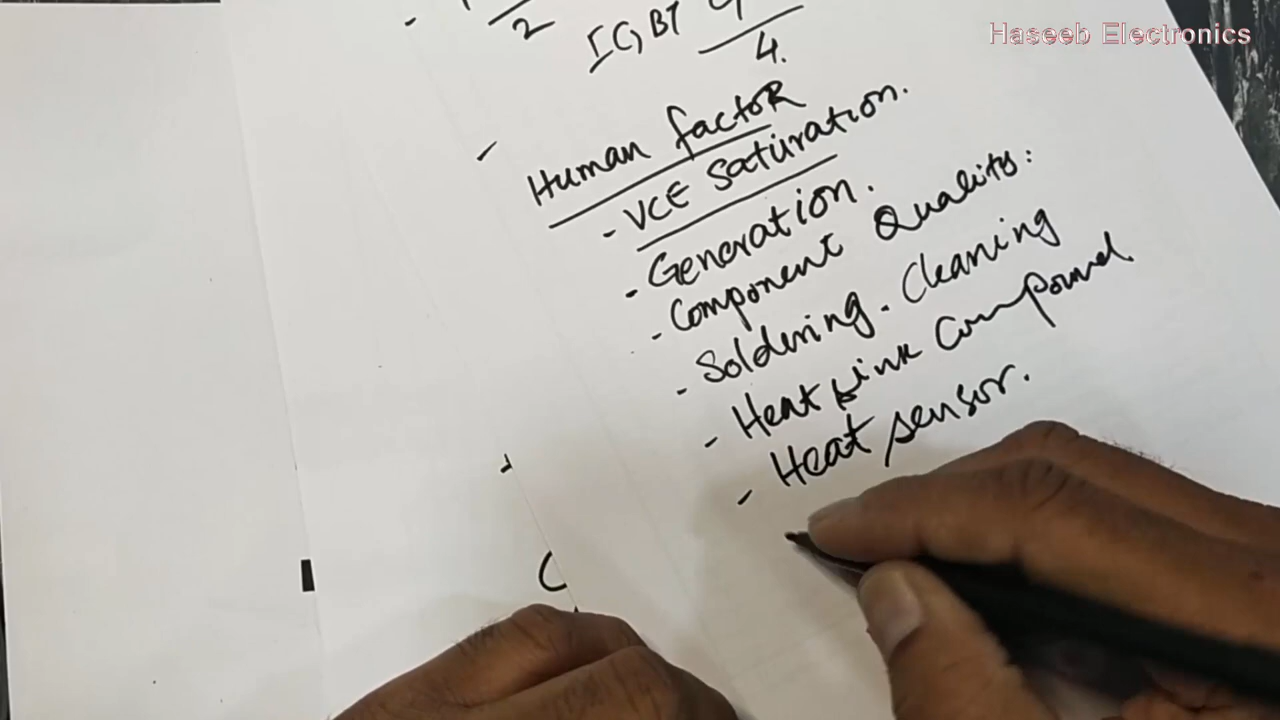 Haseeb Electronics
2
IGBT
4.
- Human factoR
- VCE Saturation.
- Generation.
- Component Quality:
- Soldering. Cleaning
- Heat sink Compound.
- Heat sensor.
C